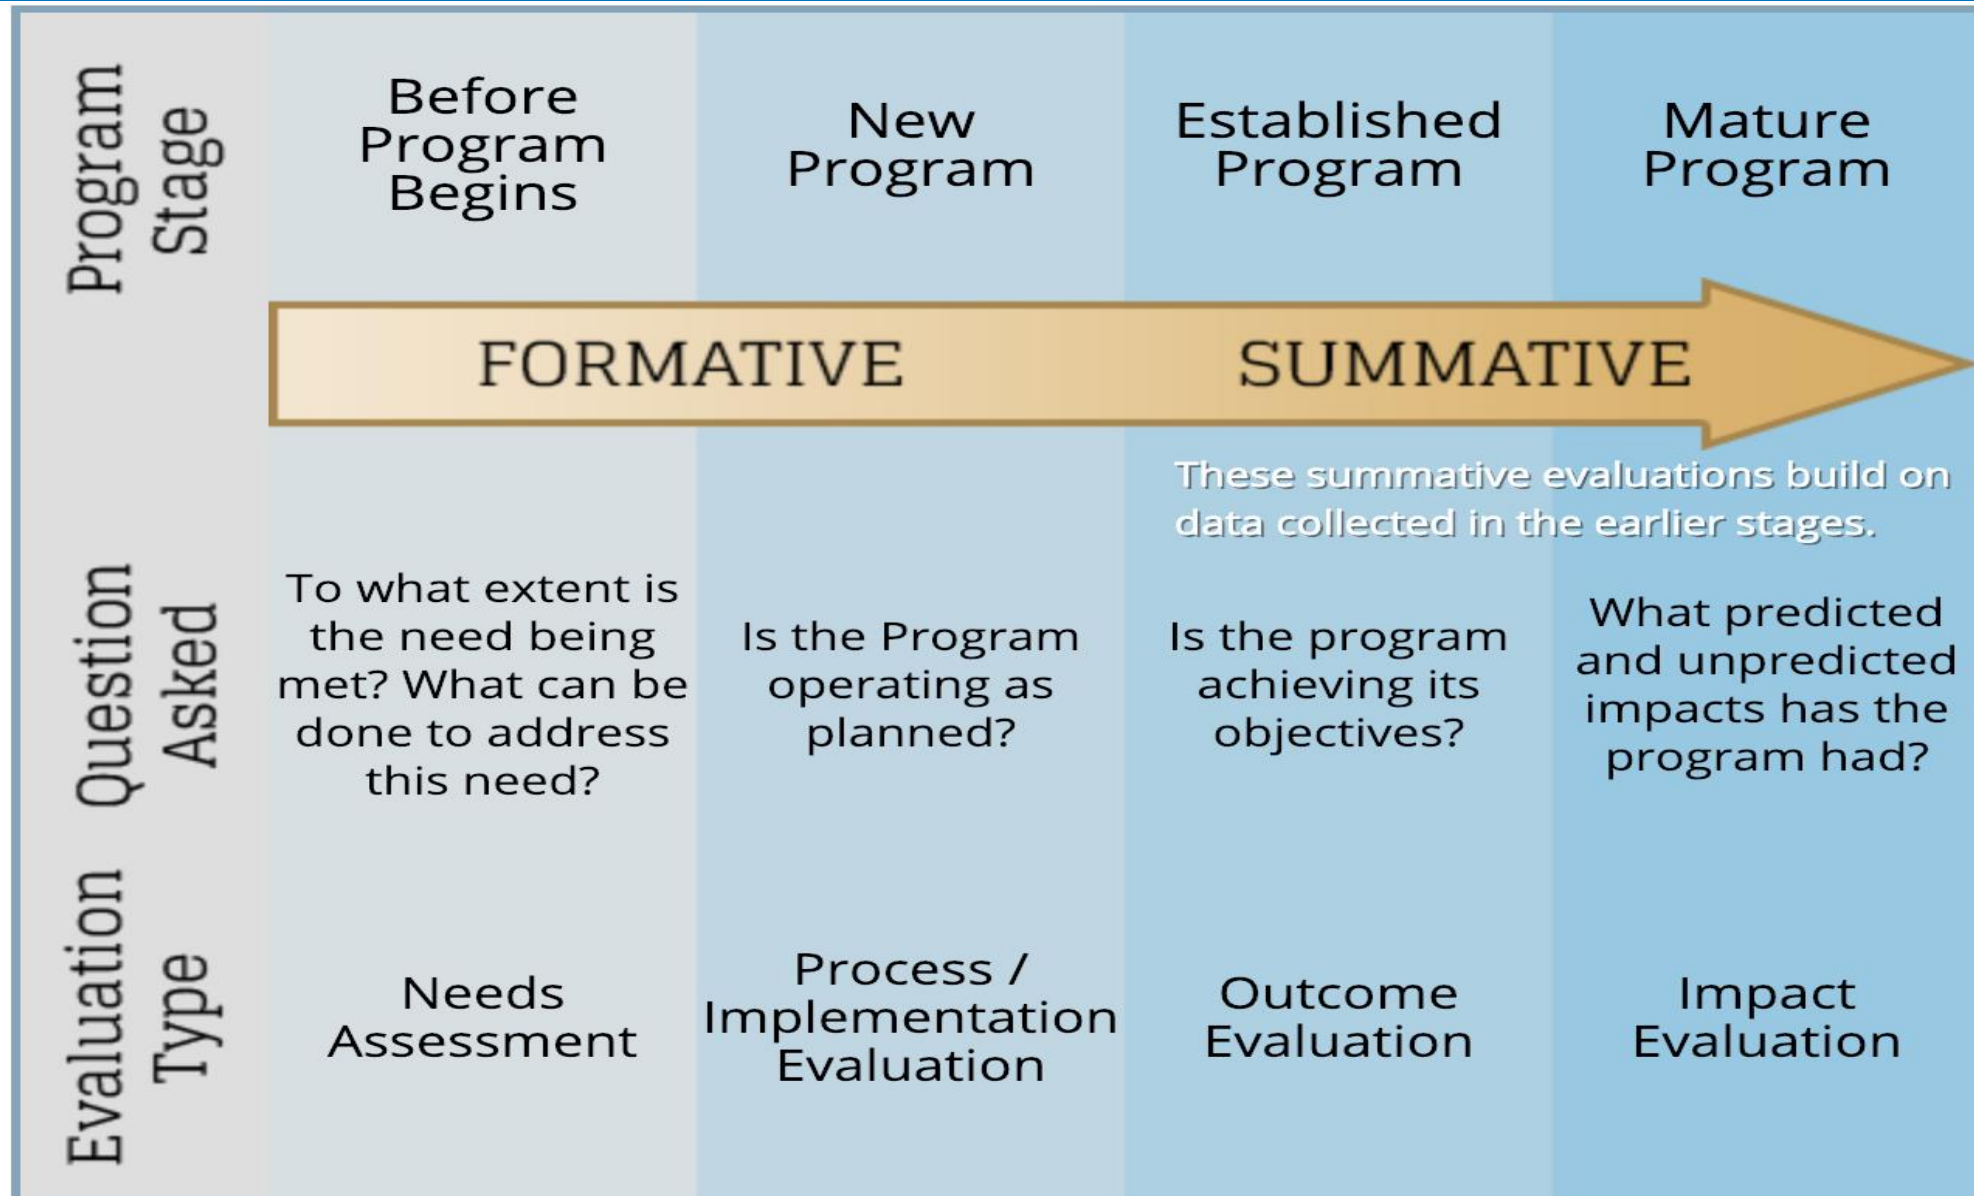 Program
Stage
Before
Program
Begins
New
Program
Established
Program
Mature
Program
FORMATIVE
SUMMATIVE
These summative evaluations build on
data collected in the earlier stages.
Question
Asked
To what extent is
the need being
met? What can be
done to address
this need?
Is the Program
operating as
planned?
Is the program
achieving its
objectives?
What predicted
and unpredicted
impacts has the
program had?
Evaluation
Type
Needs
Assessment
Process /
Implementation
Evaluation
Outcome
Evaluation
Impact
Evaluation